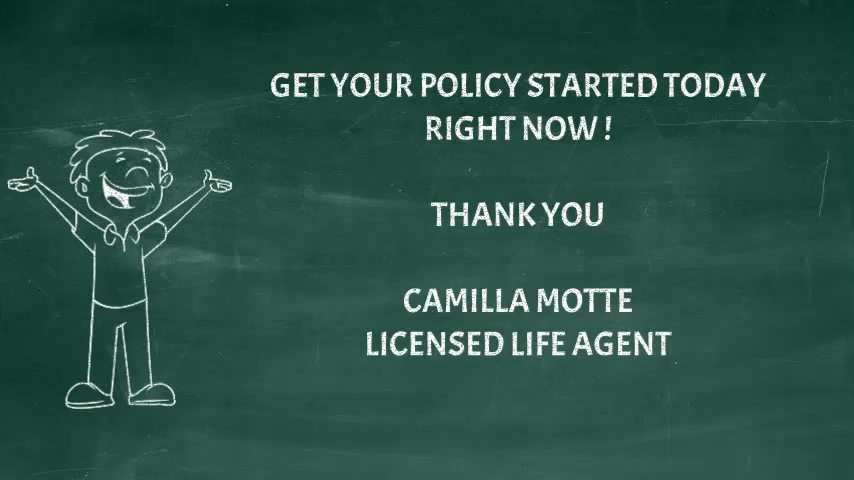 GET YOUR POLICY STARTED TODAY
RIGHT NOW !
THANK YOU
CAMILLA MOTTE
LICENSED LIFE AGENT